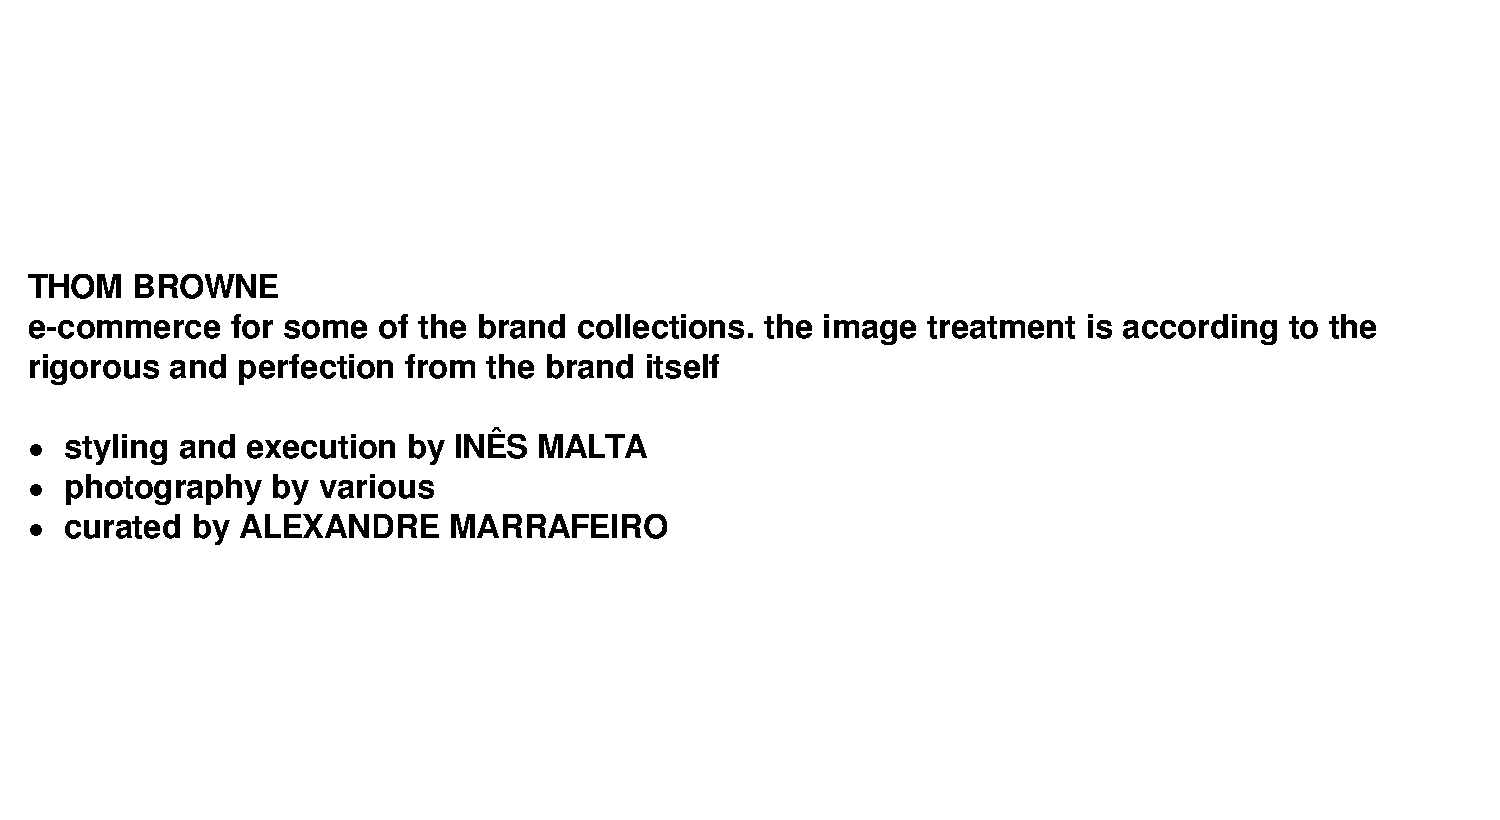 THOM BROWNE
e-commerce for some of the brand collections. the image treatment is according to the
rigorous and perfection from the brand itself
• styling and execution by INÊS MALTA
• photography by various
• curated by ALEXANDRE MARRAFEIRO